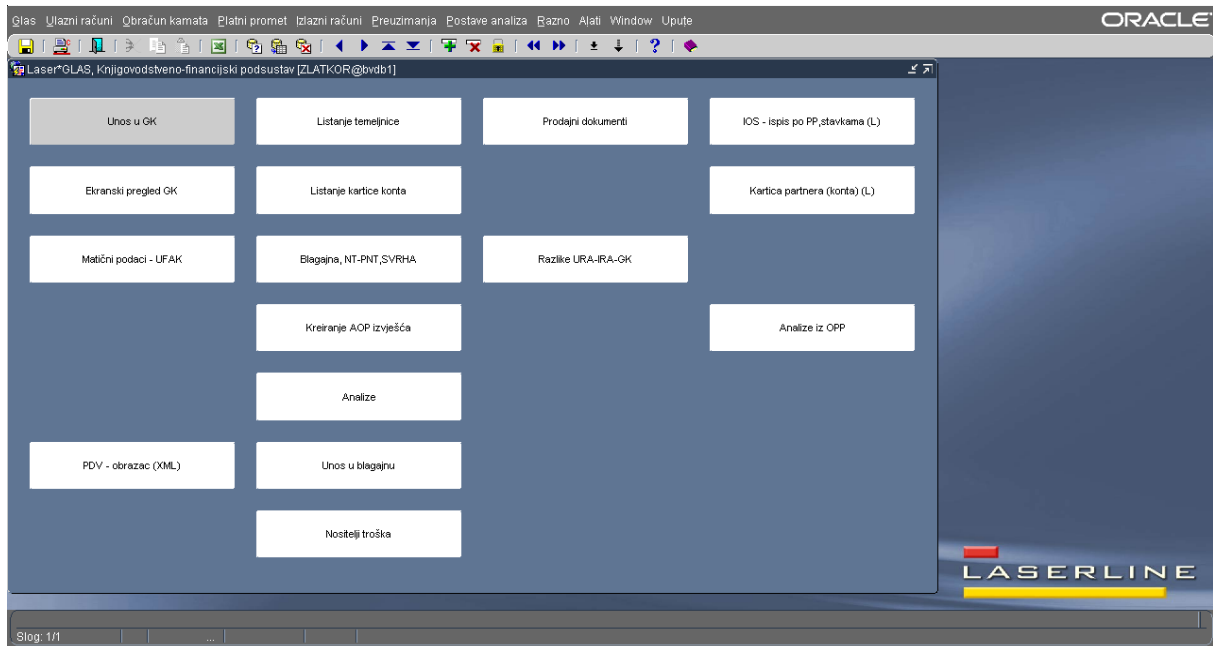 Glas Ulazni računi Obračun kamata Platni promet Izlazni računi Preuzimanja Postave analiza Razno Alati Window Upute
ORACLE
Laser*GLAS, Knjigovodstveno-financijski podsustav [ZLATKOR@bvdb1]
Unos u GK Listanje temeljnice Prodajni dokumenti IOS - ispis po PP,stavkama (L)
Ekranski pregled GK Listanje kartice konta Kartica partnera (konta) (L)
Matični podaci - UFAK Blagajna, NT-PNT,SVRHA Razlike URA-IRA-GK
Kreiranje AOP izvješća Analize iz OPP
Analize
PDV - obrazac (XML) Unos u blagajnu
Nositelji troška
LASERLINE
Slog: 1/1 ...